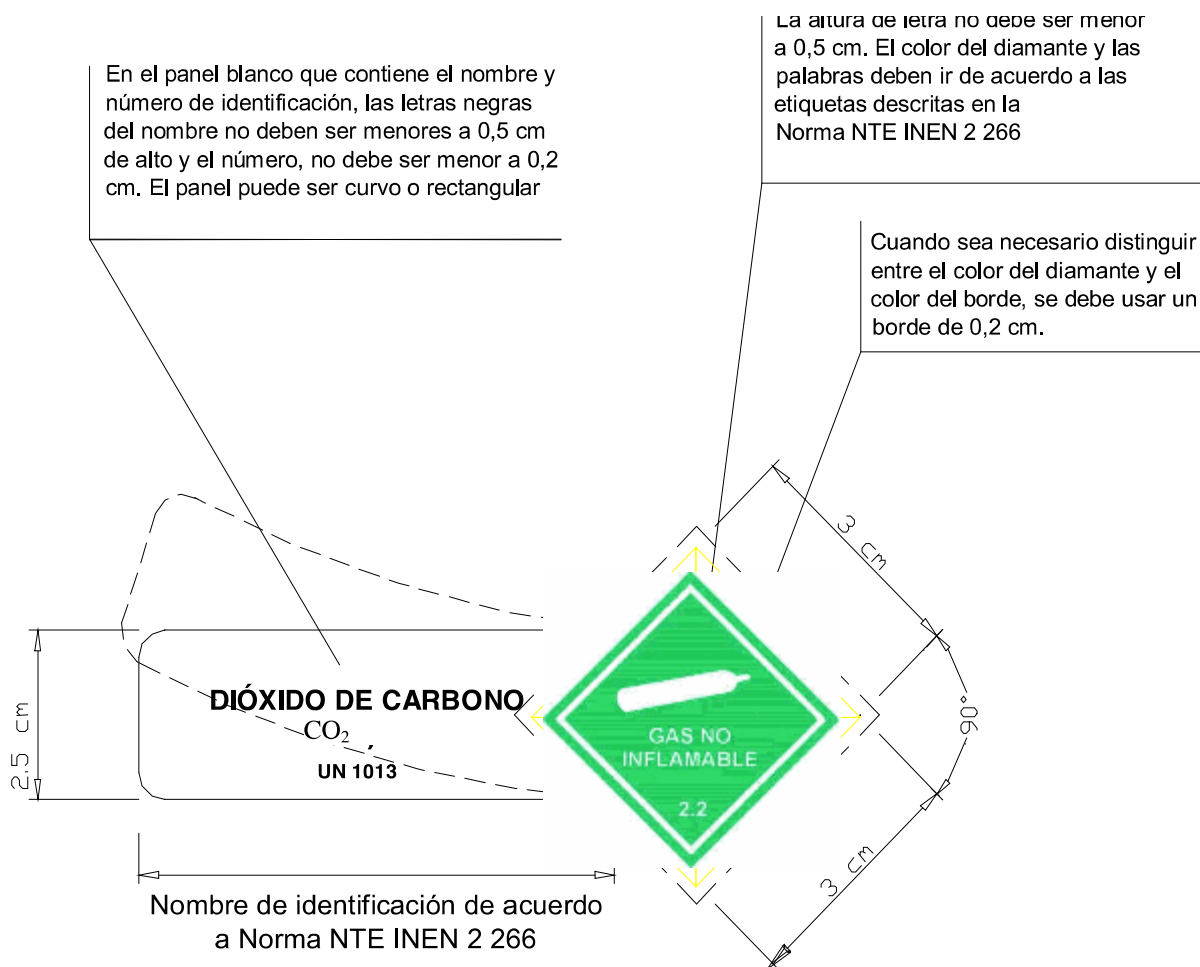 En el panel blanco que contiene el nombre y
número de identificación, las letras negras
del nombre no deben ser menores a 0,5 cm
de alto y el número, no debe ser menor a 0,2
cm. El panel puede ser curvo o rectangular
La altura de letra no debe ser menor
a 0,5 cm. El color del diamante y las
palabras deben ir de acuerdo a las
etiquetas descritas en la
Norma NTE INEN 2 266
Cuando sea necesario distinguir
entre el color del diamante y el
color del borde, se debe usar un
borde de 0,2 cm.
3 cm
90°
3 cm
2,5 cm
DIÓXIDO DE CARBONO
CO₂
UN 1013
GAS NO
INFLAMABLE
2.2
Nombre de identificación de acuerdo
a Norma NTE INEN 2 266